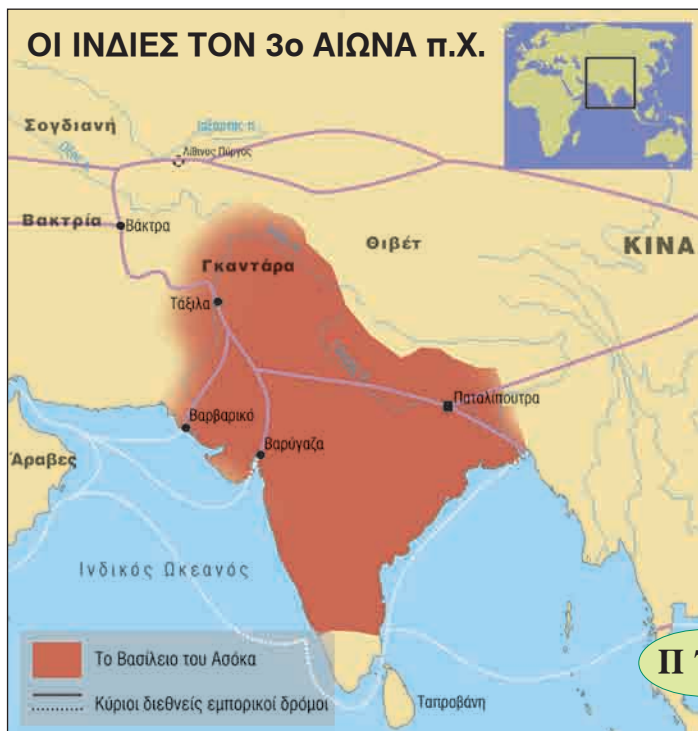 ΟΙ ΙΝΔΙΕΣ ΤΟΝ 3ο ΑΙΩΝΑ π.Χ.
Σογδιανή
Ιαξάρτης π.
Λίθινος Πύργος
Βακτρία
Βάκτρα
Θιβέτ
ΚΙΝΑ
Γκαντάρα
Τάξιλα
Παταλίπουτρα
Βαρβαρικό
Βαρύγαζα
Άραβες
Ινδικός Ωκεανός
Το Βασίλειο του Ασόκα
Κύριοι διεθνείς εμπορικοί δρόμοι
Ταπροβάνη
Π